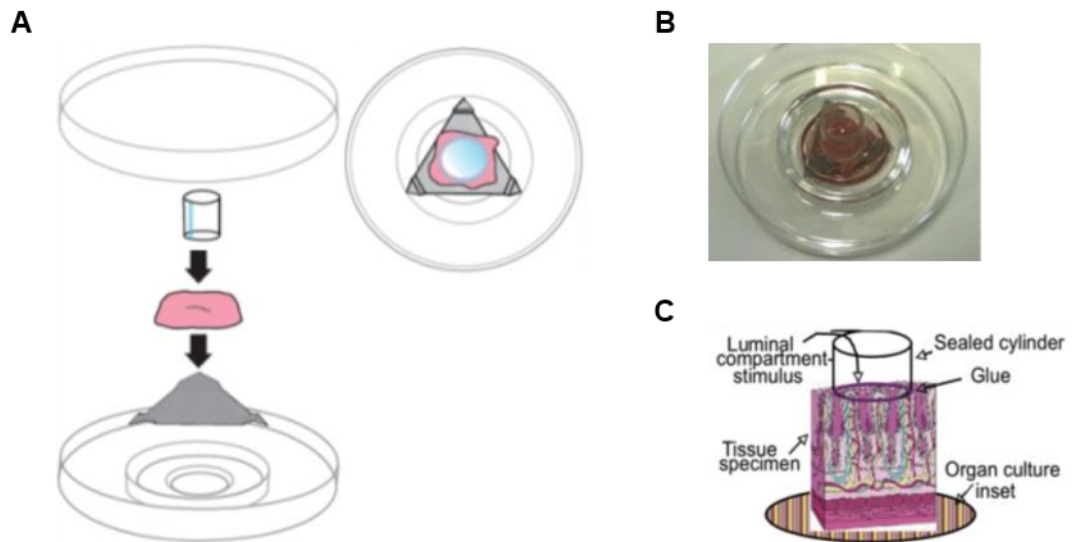 A
B
C
Luminal
compartment
stimulus
Sealed cylinder
Glue
Tissue
specimen
Organ culture
inset